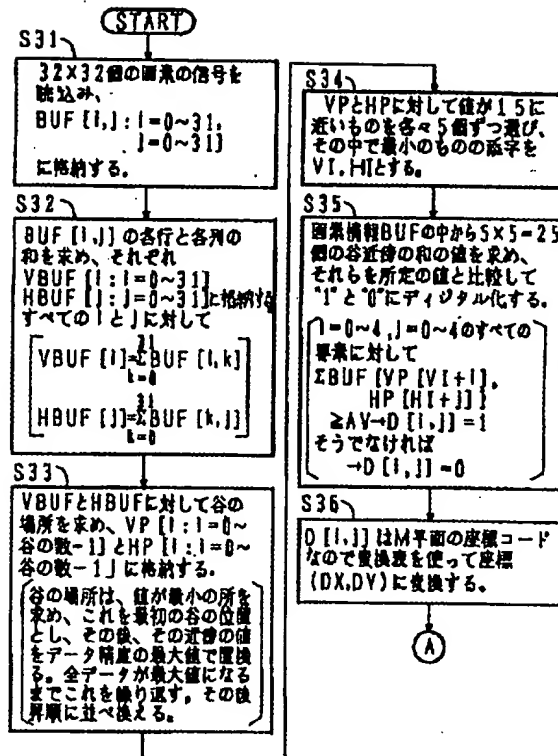 START
S31
32×32個の画素の信号を
読込み、
BUF [i,j:i=0~31,
j=0~31]
に格納する。
S32
BUF [i,j] の各行と各列の
和を求め、それぞれ
VBUF [i:i=0~31]
HBUF [j:j=0~31]に格納する
すべてのiとjに対して
31
VBUF [i]=ΣBUF [i,k]
k=0
31
HBUF [j]=ΣBUF [k,j]
k=0
S33
VBUFとHBUFに対して谷の
場所を求め、VP [i:i=0~
谷の数-1]とHP [i:i=0~
谷の数-1」に格納する。
谷の場所は、値が最小の所を
求め、これを最初の谷の位置
とし、その後、その近傍の値
をデータ精度の最大値で置換
る。全データが最大値になる
までこれを繰り返す。その後
昇順に並べ換える。
S34
VPとHPに対して値が15に
近いものを各々5個ずつ選び、
その中で最小のものの添字を
VI,HIとする。
S35
画素情報BUFの中から5×5=25
個の谷近傍の和の値を求め、
それらを所定の値と比較して
"1"と"0"にディジタル化する。
i=0~4,j=0~4のすべての
要素に対して
ΣBUF [VP [VI+i],
HP [HI+j]]
≧AV→D [i,j]=1
そうでなければ
→D [i,j]=0
S36
D [i,j] はM平面の座標コード
なので変換表を使って座標
(DX,DY)に変換する。
A